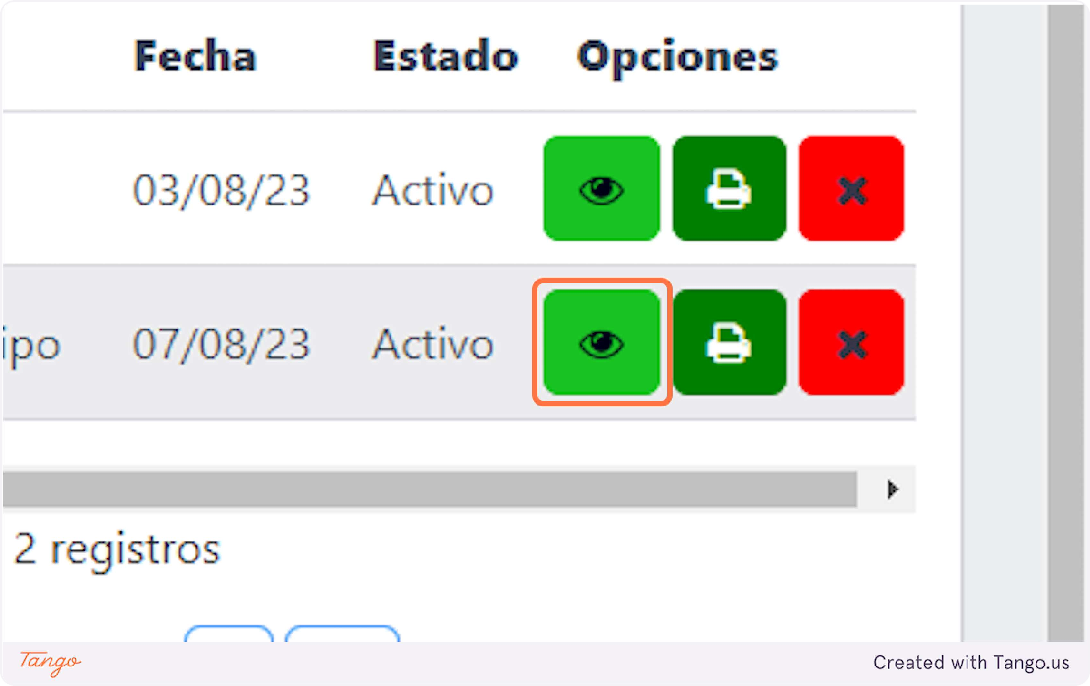 Fecha Estado Opciones
03/08/23 Activo
ipo 07/08/23 Activo
2 registros
Tango Created with Tango.us